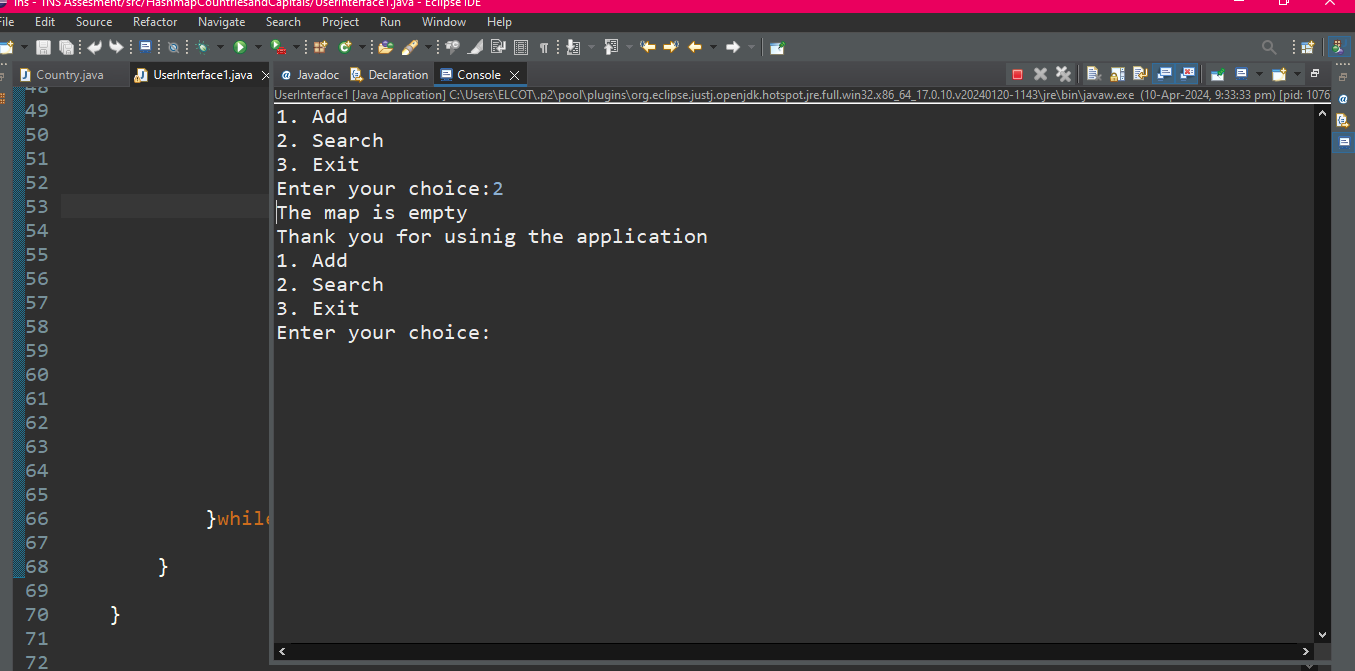 ns - TNS Assesment/src/HashmapCountriesandCapitals/UserInterface1.java - Eclipse IDE
File Edit Source Refactor Navigate Search Project Run Window Help
Country.java UserInterface1.java Javadoc Declaration Console
UserInterface1 [Java Application] C:\Users\ELCOT\.p2\pool\plugins\org.eclipse.justj.openjdk.hotspot.jre.full.win32.x86_64_17.0.10.v20240120-1143\jre\bin\javaw.exe (10-Apr-2024, 9:33:33 pm) [pid: 1076
1. Add
2. Search
3. Exit
Enter your choice:2
The map is empty
Thank you for usinig the application
1. Add
2. Search
3. Exit
Enter your choice:
48
49
50
51
52
53
54
55
56
57
58
59
60
61
62
63
64
65
66 }while
67
68 }
69
70 }
71
72